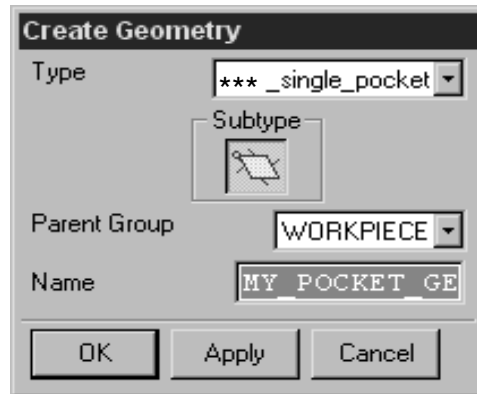 Create Geometry
Type
*** _single_pocket
Subtype
Parent Group
WORKPIECE
Name
MY_POCKET_GE
OK
Apply
Cancel